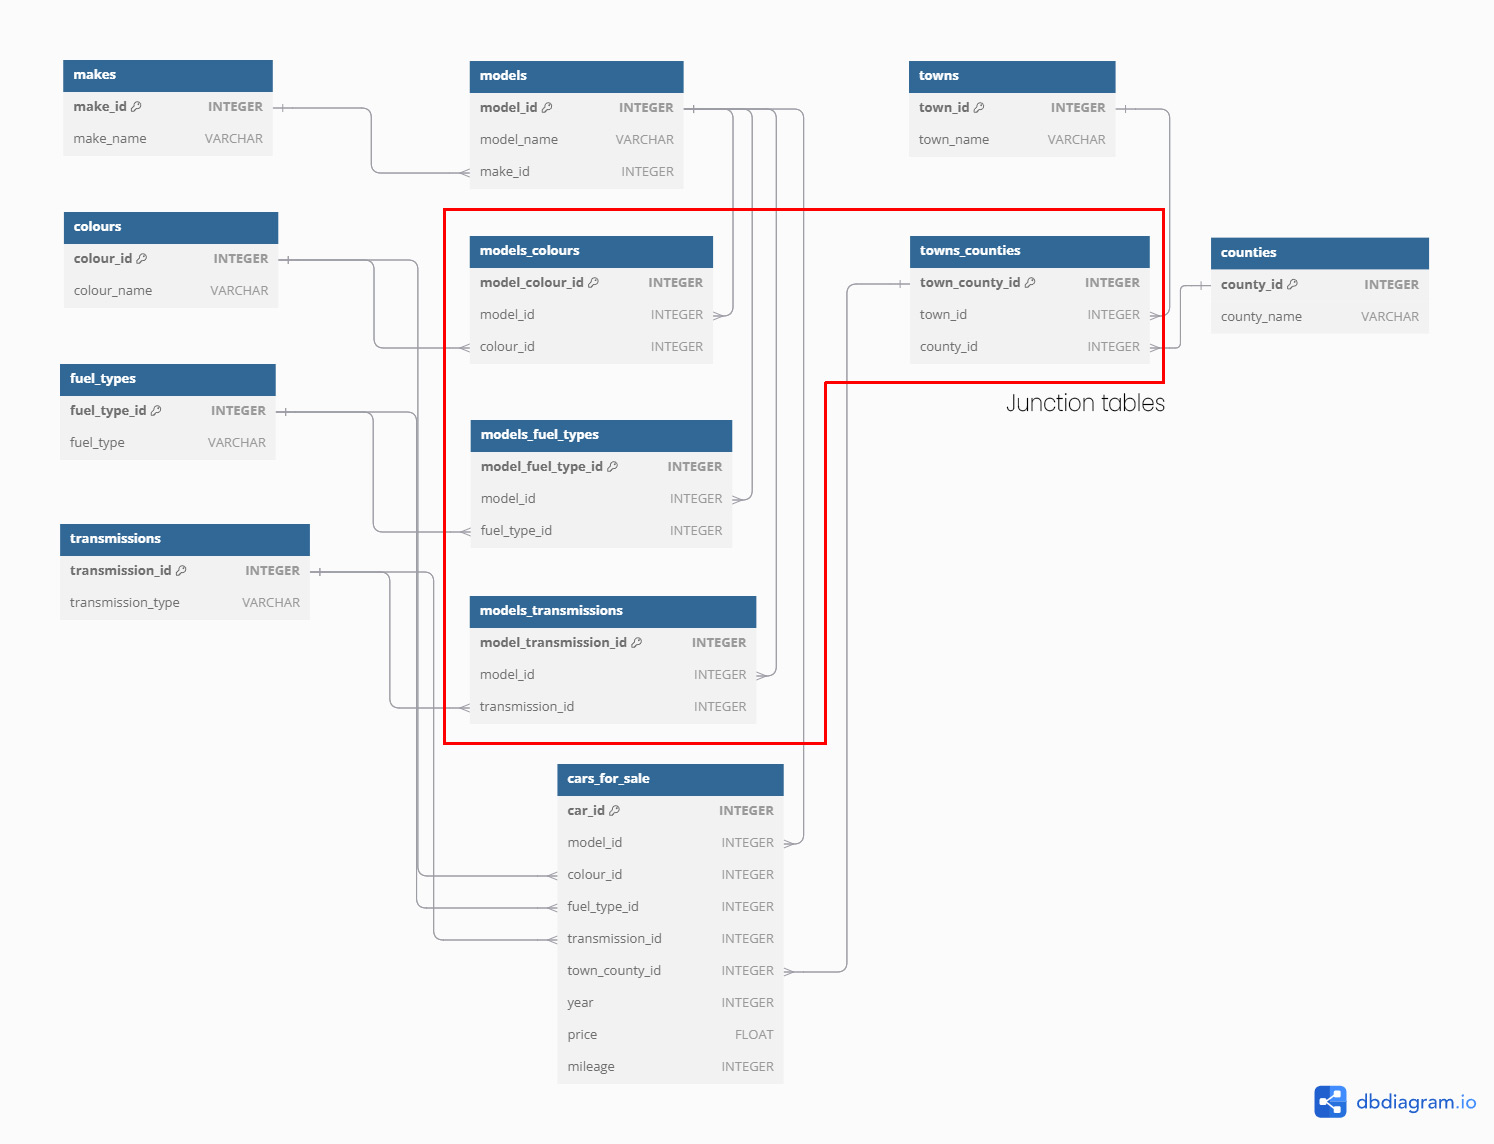 makes
make_id INTEGER
make_name VARCHAR
models
model_id INTEGER
model_name VARCHAR
make_id INTEGER
towns
town_id INTEGER
town_name VARCHAR
colours
colour_id INTEGER
colour_name VARCHAR
models_colours
model_colour_id INTEGER
model_id INTEGER
colour_id INTEGER
towns_counties
town_county_id INTEGER
town_id INTEGER
county_id INTEGER
counties
county_id INTEGER
county_name VARCHAR
Junction tables
fuel_types
fuel_type_id INTEGER
fuel_type VARCHAR
models_fuel_types
model_fuel_type_id INTEGER
model_id INTEGER
fuel_type_id INTEGER
transmissions
transmission_id INTEGER
transmission_type VARCHAR
models_transmissions
model_transmission_id INTEGER
model_id INTEGER
transmission_id INTEGER
cars_for_sale
car_id INTEGER
model_id INTEGER
colour_id INTEGER
fuel_type_id INTEGER
transmission_id INTEGER
town_county_id INTEGER
year INTEGER
price FLOAT
mileage INTEGER
dbdiagram.io